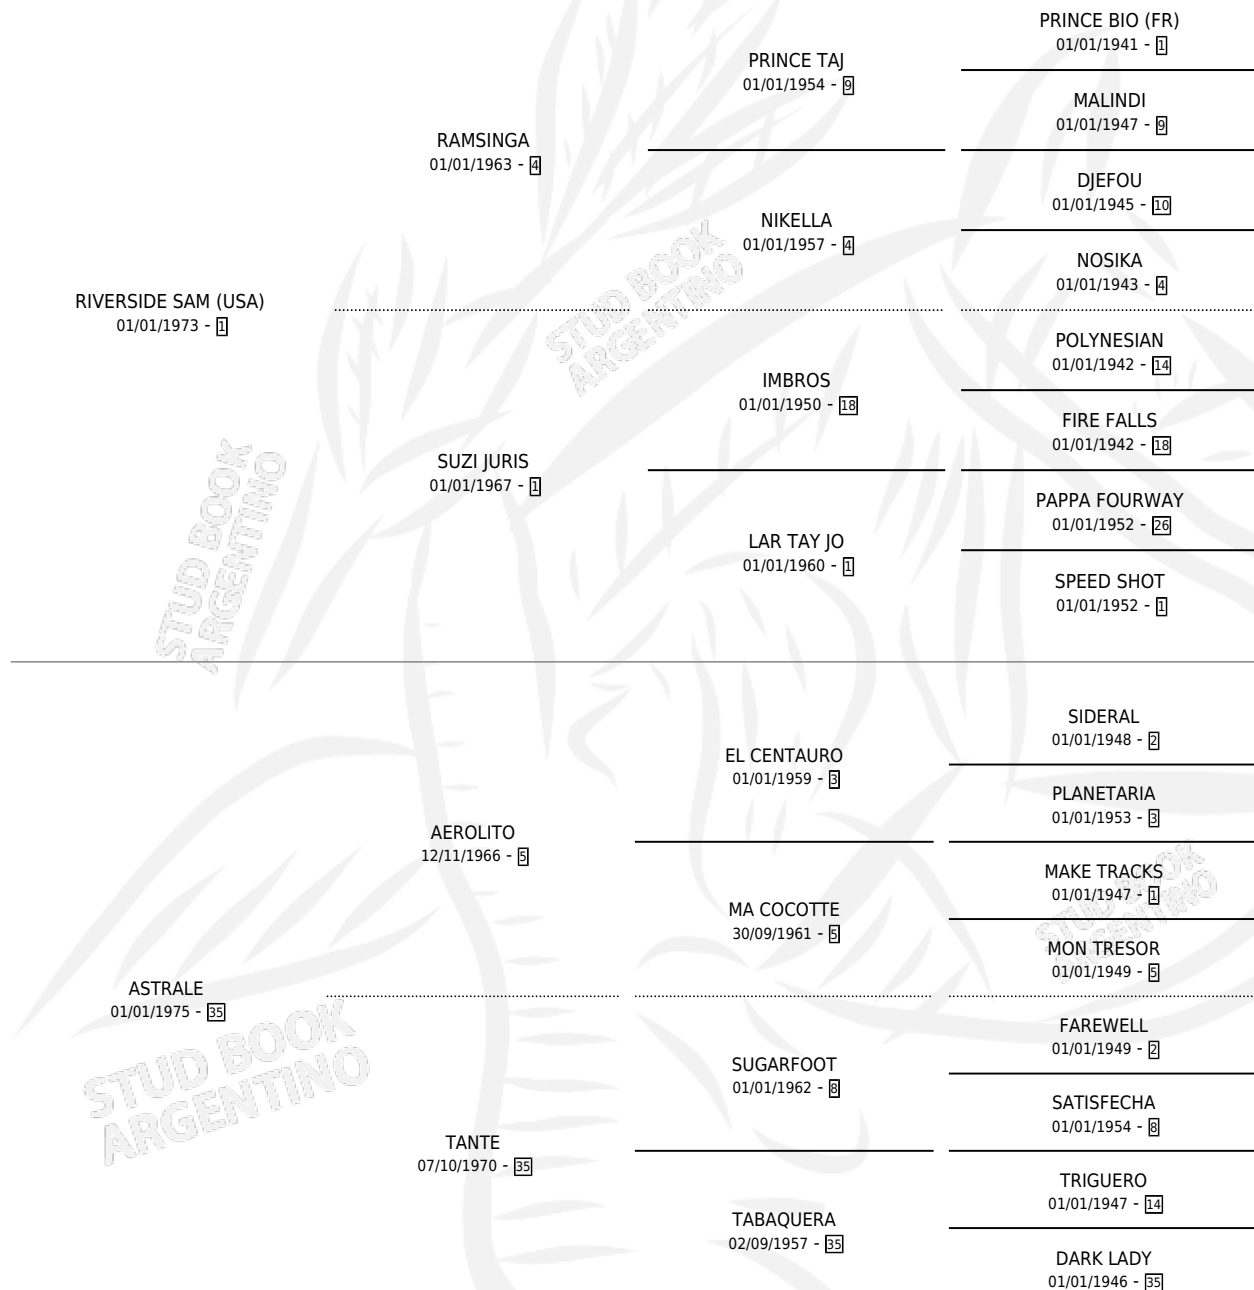 PRINCE BIO (FR)
01/01/1941 - 1
PRINCE TAJ
01/01/1954 - 9
MALINDI
01/01/1947 - 9
RAMSINGA
01/01/1963 - 4
DJEFOU
01/01/1945 - 10
NIKELLA
01/01/1957 - 4
NOSIKA
01/01/1943 - 4
RIVERSIDE SAM (USA)
01/01/1973 - 1
POLYNESIAN
01/01/1942 - 14
IMBROS
01/01/1950 - 18
FIRE FALLS
01/01/1942 - 18
SUZI JURIS
01/01/1967 - 1
PAPPA FOURWAY
01/01/1952 - 26
LAR TAY JO
01/01/1960 - 1
SPEED SHOT
01/01/1952 - 1
SIDERAL
01/01/1948 - 2
EL CENTAURO
01/01/1959 - 3
PLANETARIA
01/01/1953 - 3
AEROLITO
12/11/1966 - 5
MAKE TRACKS
01/01/1947 - 1
MA COCOTTE
30/09/1961 - 5
MON TRESOR
01/01/1949 - 5
ASTRALE
01/01/1975 - 35
FAREWELL
01/01/1949 - 2
SUGARFOOT
01/01/1962 - 8
SATISFECHA
01/01/1954 - 8
TANTE
07/10/1970 - 35
TRIGUERO
01/01/1947 - 14
TABAQUERA
02/09/1957 - 35
DARK LADY
01/01/1946 - 35
STUD BOOK
ARGENTINO
STUD BOOK
ARGENTINO
STUD BOOK
ARGENTINO
STUD BOOK
ARGENTINO